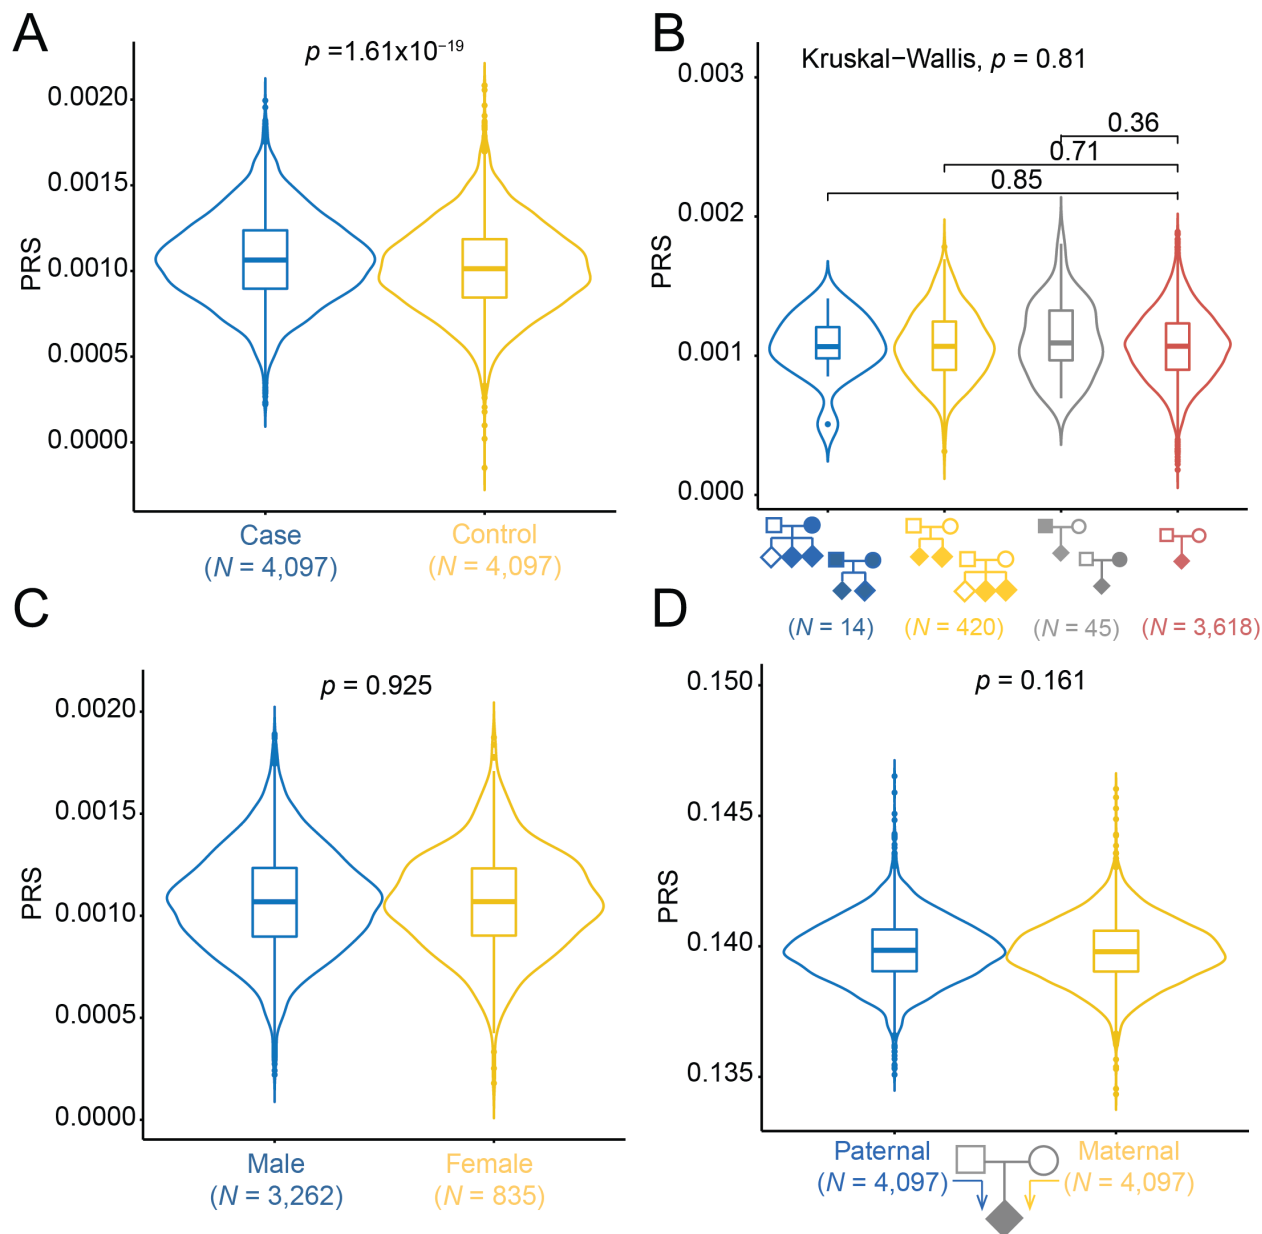 A
p =1.61x10⁻¹⁹
0.0020
0.0015
0.0010
0.0005
0.0000
PRS
Case
(N = 4,097)
Control
(N = 4,097)
B
Kruskal−Wallis, p = 0.81
0.36
0.71
0.85
0.003
0.002
0.001
0.000
PRS
(N = 14)
(N = 420)
(N = 45)
(N = 3,618)
C
p = 0.925
0.0020
0.0015
0.0010
0.0005
0.0000
PRS
Male
(N = 3,262)
Female
(N = 835)
D
p = 0.161
0.150
0.145
0.140
0.135
PRS
Paternal
(N = 4,097)
Maternal
(N = 4,097)